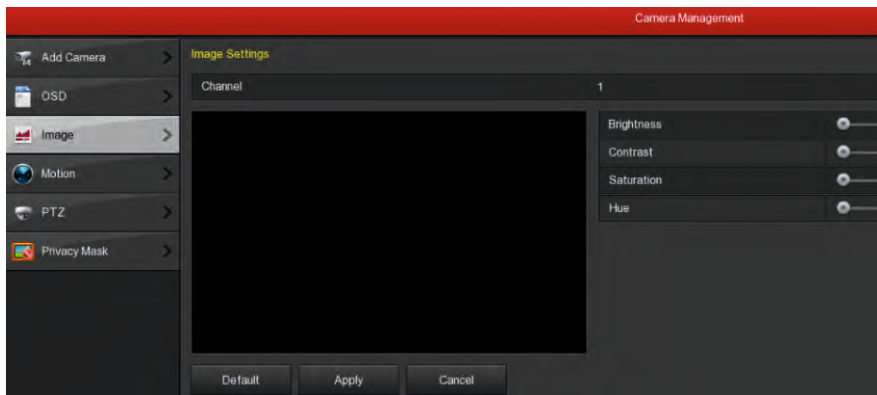 Camera Management
Add Camera
OSD
Image
Motion
PTZ
Privacy Mask
Image Settings
Channel 1
Brightness
Contrast
Saturation
Hue
Default Apply Cancel